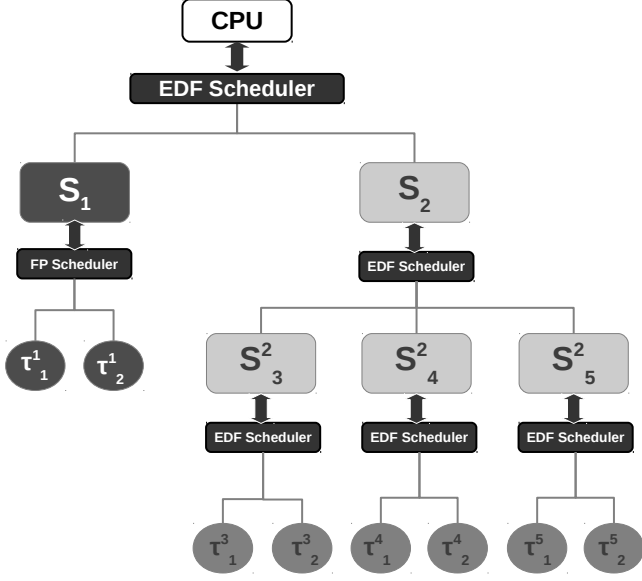 CPU
EDF Scheduler
S₁ S₂
FP Scheduler EDF Scheduler
τ¹₁ τ¹₂
S²₃ S²₄ S²₅
EDF Scheduler EDF Scheduler EDF Scheduler
τ³₁ τ³₂ τ⁴₁ τ⁴₂ τ⁵₁ τ⁵₂